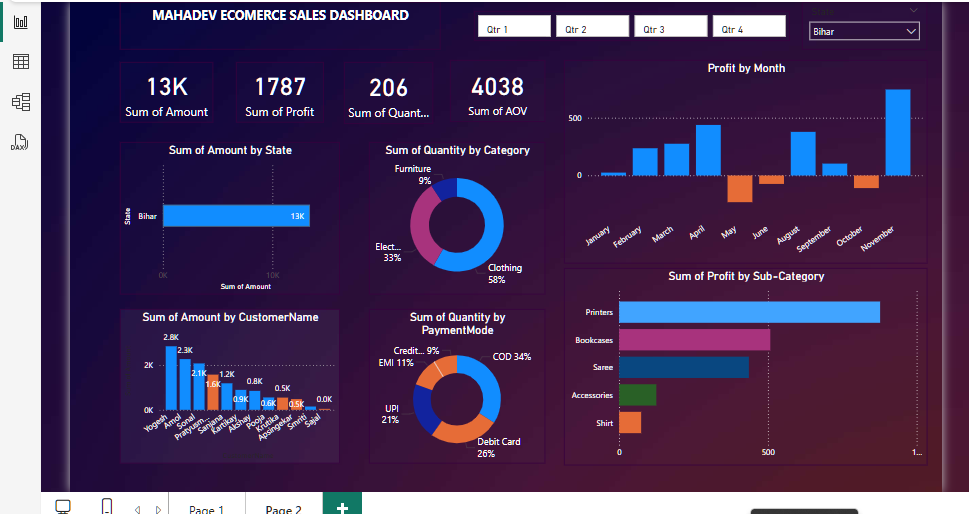 MAHADEV ECOMERCE SALES DASHBOARD
Qtr 1
Qtr 2
Qtr 3
Qtr 4
Bihar
13K
Sum of Amount
1787
Sum of Profit
206
Sum of Quant...
4038
Sum of AOV
Profit by Month
500
0
January
February
March
April
May
June
August
September
October
November
Sum of Amount by State
State
Bihar
13K
0K
10K
Sum of Amount
Sum of Quantity by Category
Furniture
9%
Elect...
33%
Clothing
58%
Sum of Profit by Sub-Category
Printers
Bookcases
Saree
Accessories
Shirt
0
500
1...
Sum of Amount by CustomerName
2K
0K
2.8K
2.3K
2.1K
1.6K
1.2K
0.9K
0.8K
0.6K
0.5K
0.5K
0.0K
Yogesh
Amol
Sonal
Pratyusm...
Sanjana
Kartikay
Akshay
Pooja
Krutika
Apsingekar
Smriti
Sajal
Sum of Quantity by
PaymentMode
Credit... 9%
EMI 11%
COD 34%
UPI
21%
Debit Card
26%
DAX
Page 1
Page 2